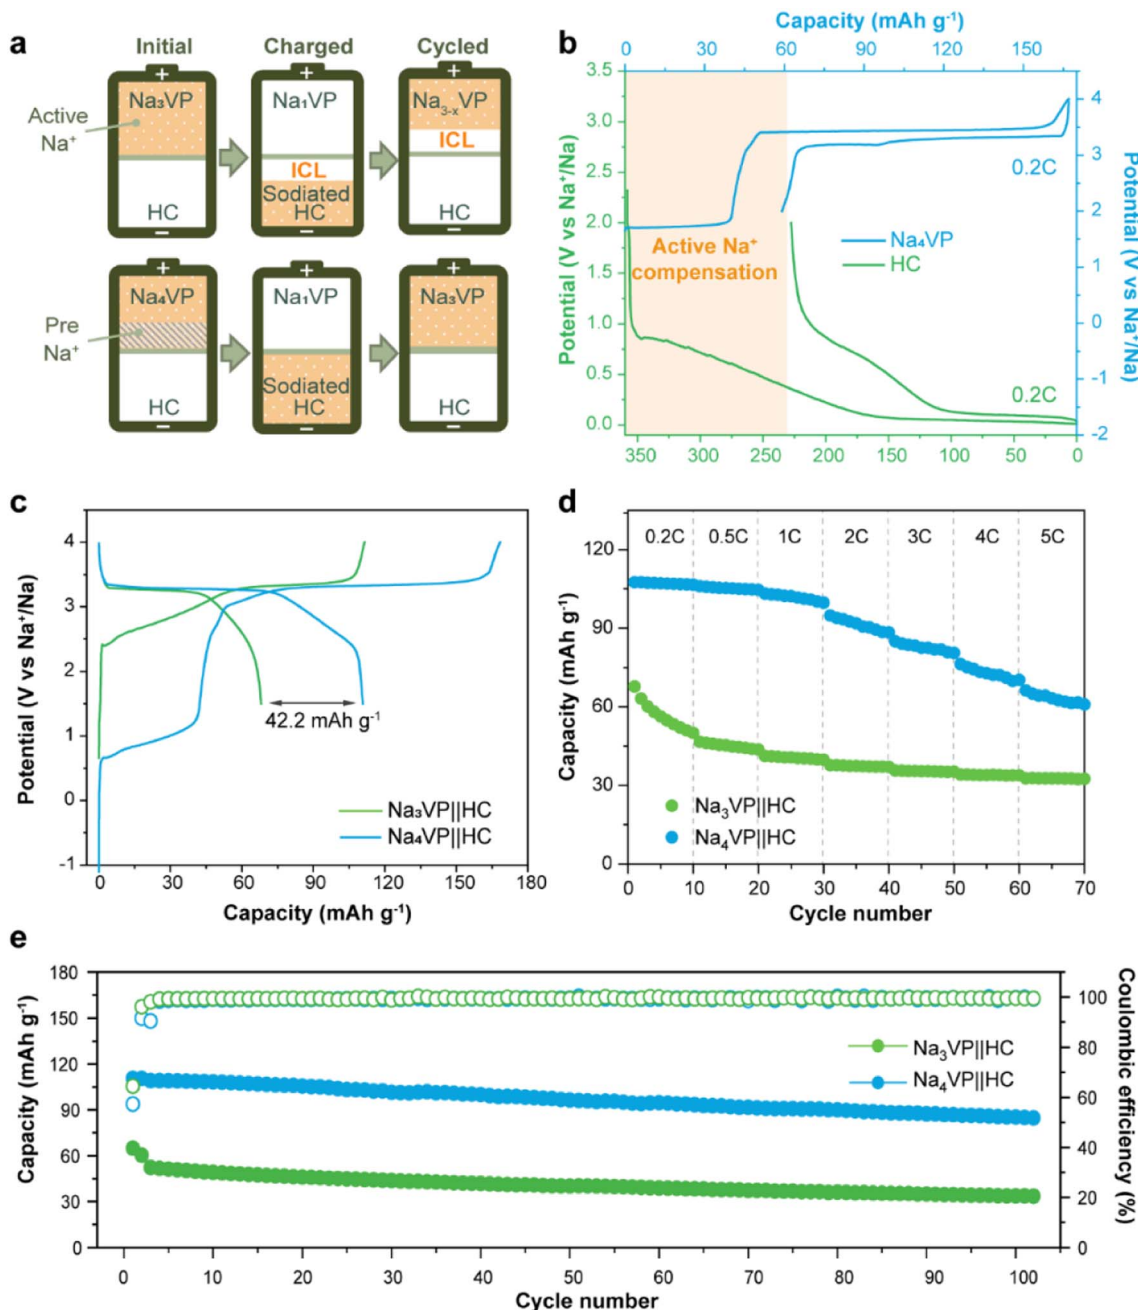 a
Initial
Charged
Cycled
+
+
+
Active
Na⁺
Na₃VP
Na₁VP
Na₃₋ₓVP
ICL
ICL
HC
Sodiated
HC
HC
−
−
−
+
+
+
Pre
Na⁺
Na₄VP
Na₁VP
Na₃VP
HC
Sodiated
HC
HC
−
−
−
b
Capacity (mAh g⁻¹)
0 30 60 90 120 150
Potential (V vs Na⁺/Na)
3.5
3.0
2.5
2.0
1.5
1.0
0.5
0.0
0.2C
Na₄VP
HC
Active Na⁺
compensation
0.2C
4
3
2
1
0
-1
-2
Potential (V vs Na⁺/Na)
350 300 250 200 150 100 50 0
c
Potential (V vs Na⁺/Na)
4
3
2
1
0
-1
42.2 mAh g⁻¹
Na₃VP||HC
Na₄VP||HC
0 30 60 90 120 150 180
Capacity (mAh g⁻¹)
d
Capacity (mAh g⁻¹)
120
90
60
30
0
0.2C 0.5C 1C 2C 3C 4C 5C
Na₃VP||HC
Na₄VP||HC
0 10 20 30 40 50 60 70
Cycle number
e
Capacity (mAh g⁻¹)
180
150
120
90
60
30
0
Na₃VP||HC
Na₄VP||HC
100
80
60
40
20
0
Coulombic efficiency (%)
0 10 20 30 40 50 60 70 80 90 100
Cycle number